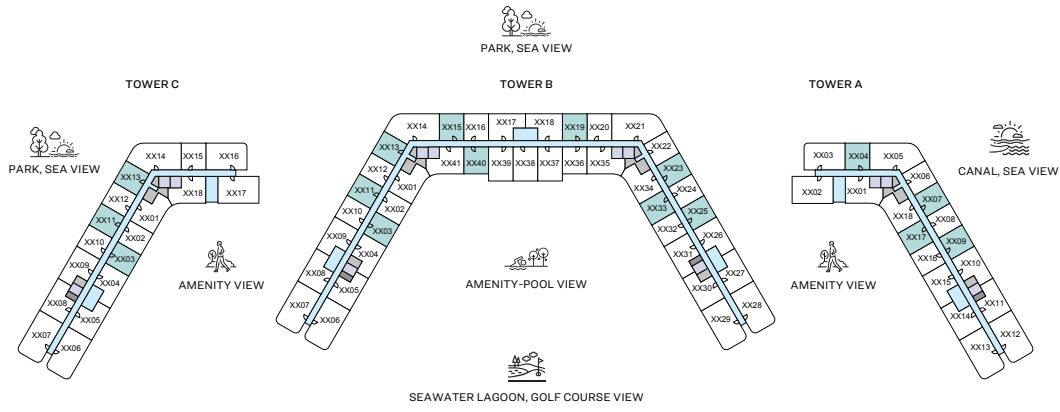 PARK, SEA VIEW
TOWER C
TOWER B
TOWER A
PARK, SEA VIEW
CANAL, SEA VIEW
XX14
XX15
XX16
XX13
XX12
XX11
XX10
XX09
XX08
XX07
XX06
XX05
XX04
XX03
XX02
XX01
XX18
XX17
AMENITY VIEW
XX14
XX15
XX16
XX17
XX18
XX19
XX20
XX21
XX22
XX23
XX24
XX25
XX26
XX27
XX28
XX29
XX30
XX31
XX32
XX33
XX34
XX35
XX36
XX37
XX38
XX39
XX40
XX41
XX13
XX12
XX11
XX10
XX09
XX08
XX07
XX06
XX05
XX04
XX03
XX02
XX01
AMENITY-POOL VIEW
XX03
XX04
XX05
XX06
XX07
XX08
XX09
XX10
XX11
XX12
XX13
XX14
XX15
XX16
XX17
XX18
XX01
XX02
AMENITY VIEW
SEAWATER LAGOON, GOLF COURSE VIEW